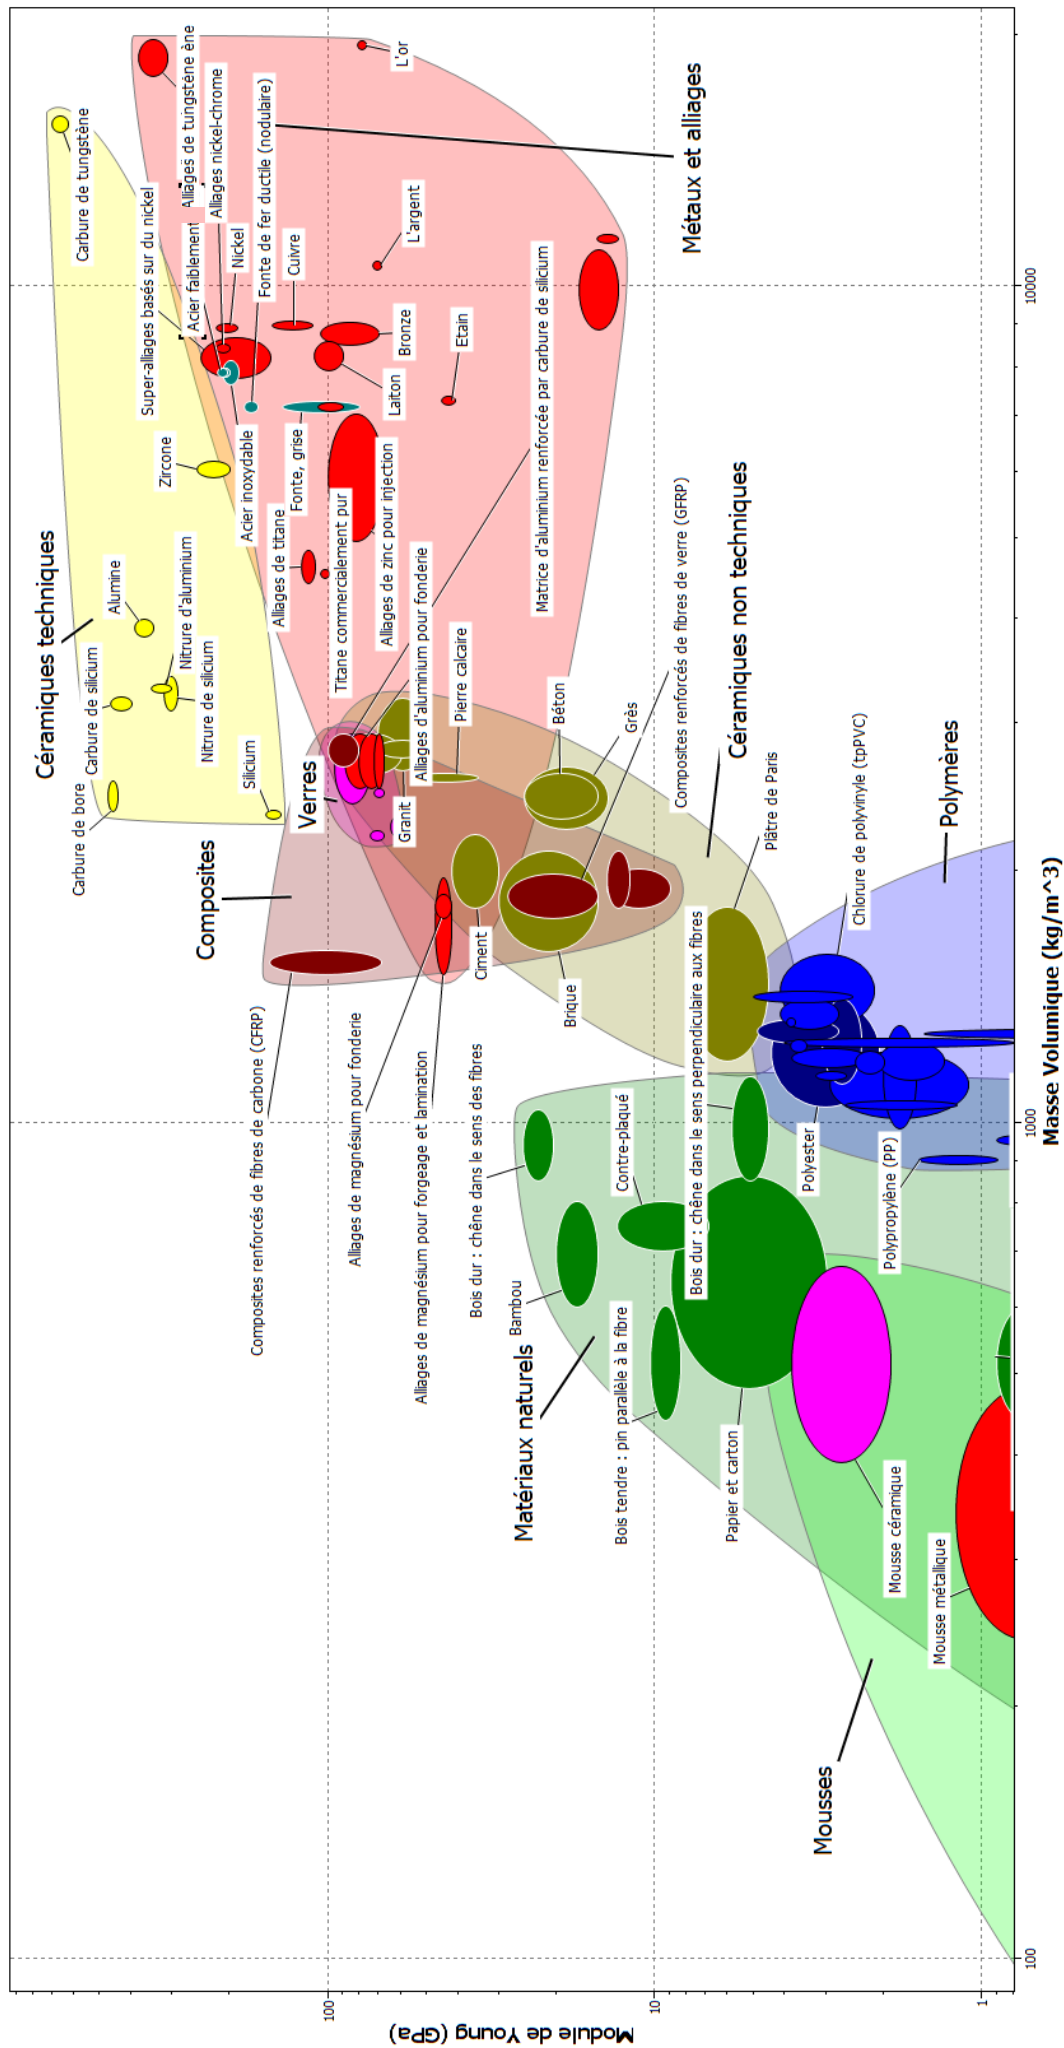 Carbure de tungstène
Alliages de tungstène ène
Alliages nickel-chrome
Super-alliages basés sur du nickel
Acier faiblement
Nickel
Fonte de fer ductile (nodulaire)
Cuivre
L'or
L'argent
Métaux et alliages
Bronze
Etain
Laiton
Zircone
Acier inoxydable
Fonte, grise
Alliages de titane
Titane commercialement pur
Alliages de zinc pour injection
Matrice d'aluminium renforcée par carbure de silicium
Alliages d'aluminium pour fonderie
Céramiques techniques
Alumine
Nitrure d'aluminium
Carbure de silicium
Nitrure de silicium
Carbure de bore
Silicium
Verres
Granit
Pierre calcaire
Béton
Grès
Composites renforcés de fibres de verre (GFRP)
Céramiques non techniques
Plâtre de Paris
Composites
Ciment
Brique
Composites renforcés de fibres de carbone (CFRP)
Alliages de magnésium pour fonderie
Alliages de magnésium pour forgeage et lamination
Bois dur : chêne dans le sens des fibres
Contre-plaqué
Bois dur : chêne dans le sens perpendiculaire aux fibres
Chlorure de polyvinyle (tpPVC)
Polymères
Polyester
Polypropylène (PP)
Bambou
Matériaux naturels
Bois tendre : pin parallèle à la fibre
Papier et carton
Mousse céramique
Mousse métallique
Mousses
Module de Young (GPa)
100
10
1
Masse Volumique (kg/m^3)
100
1000
10000